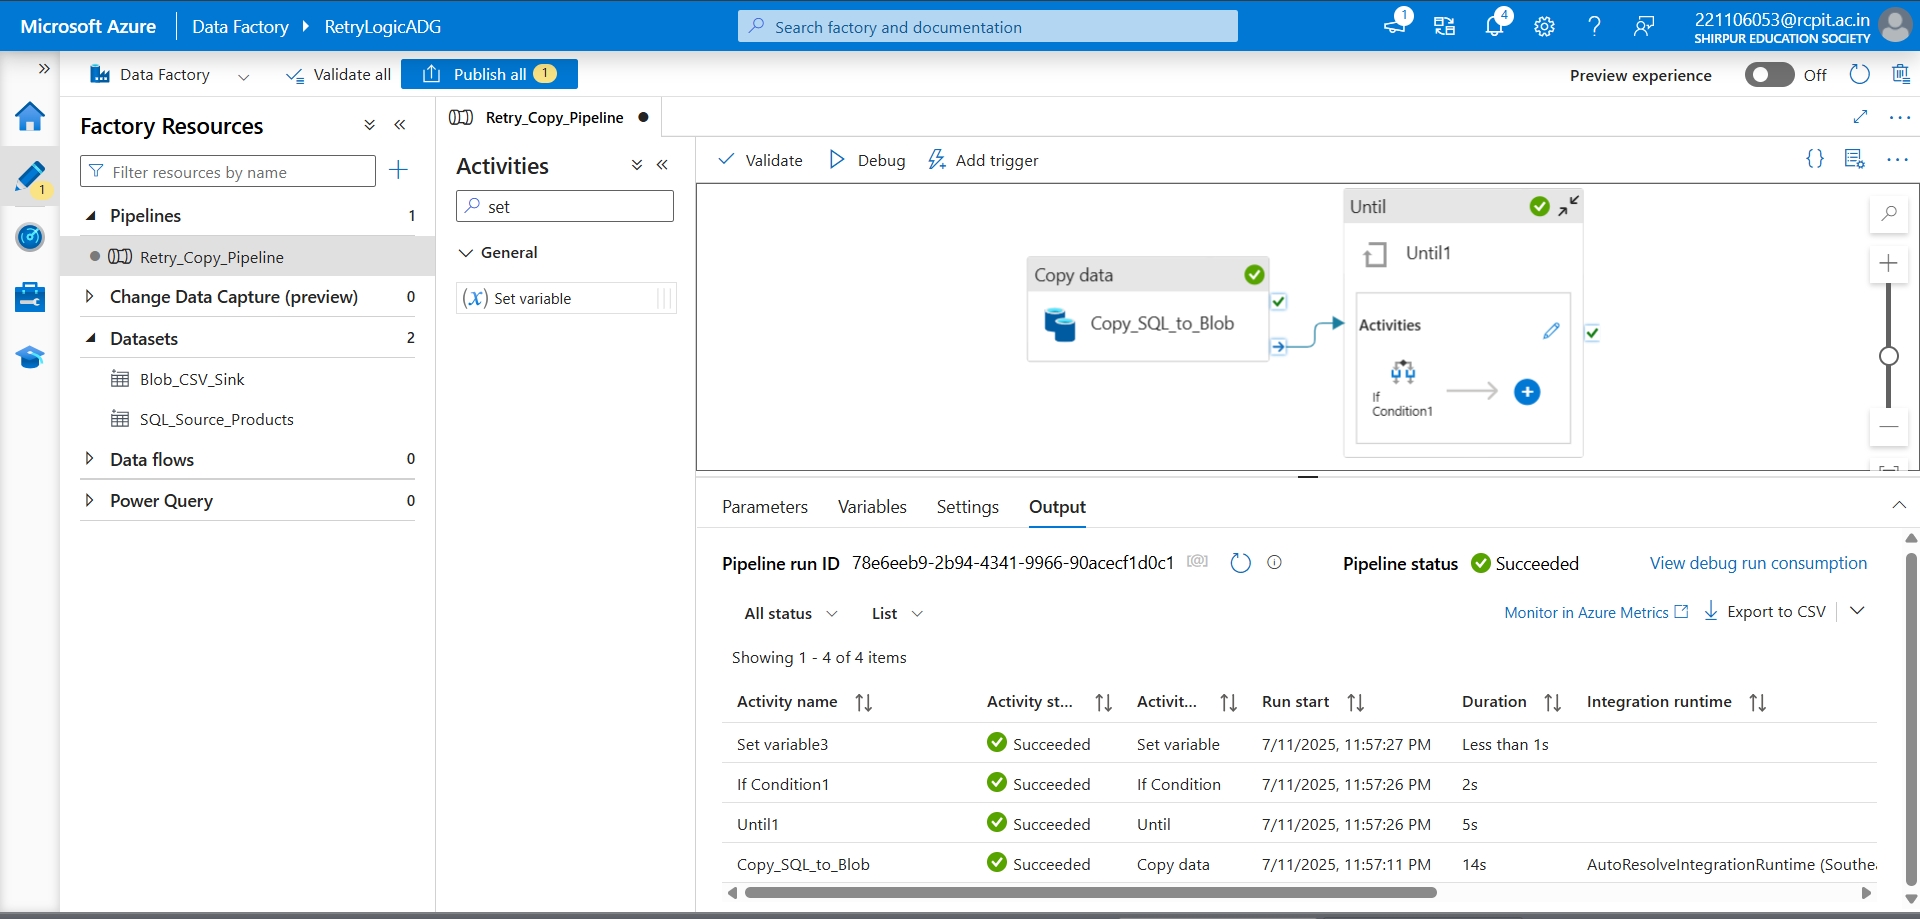 Microsoft Azure
Data Factory
RetryLogicADG
Search factory and documentation
1
4
221106053@rcpit.ac.in
SHIRPUR EDUCATION SOCIETY
Data Factory
Validate all
Publish all 1
Preview experience
Off
1
Factory Resources
Filter resources by name
Pipelines 1
Retry_Copy_Pipeline
Change Data Capture (preview) 0
Datasets 2
Blob_CSV_Sink
SQL_Source_Products
Data flows 0
Power Query 0
Retry_Copy_Pipeline
Activities
set
General
(x) Set variable
Validate
Debug
Add trigger
{}
Copy data
Copy_SQL_to_Blob
Until
Until1
Activities
If
Condition1
Parameters
Variables
Settings
Output
Pipeline run ID 78e6eeb9-2b94-4341-9966-90acecf1d0c1 [@]
Pipeline status Succeeded
View debug run consumption
All status
List
Monitor in Azure Metrics
Export to CSV
Showing 1 - 4 of 4 items
Activity name Activity st... Activit... Run start Duration Integration runtime
Set variable3 Succeeded Set variable 7/11/2025, 11:57:27 PM Less than 1s
If Condition1 Succeeded If Condition 7/11/2025, 11:57:26 PM 2s
Until1 Succeeded Until 7/11/2025, 11:57:26 PM 5s
Copy_SQL_to_Blob Succeeded Copy data 7/11/2025, 11:57:11 PM 14s AutoResolveIntegrationRuntime (Southea